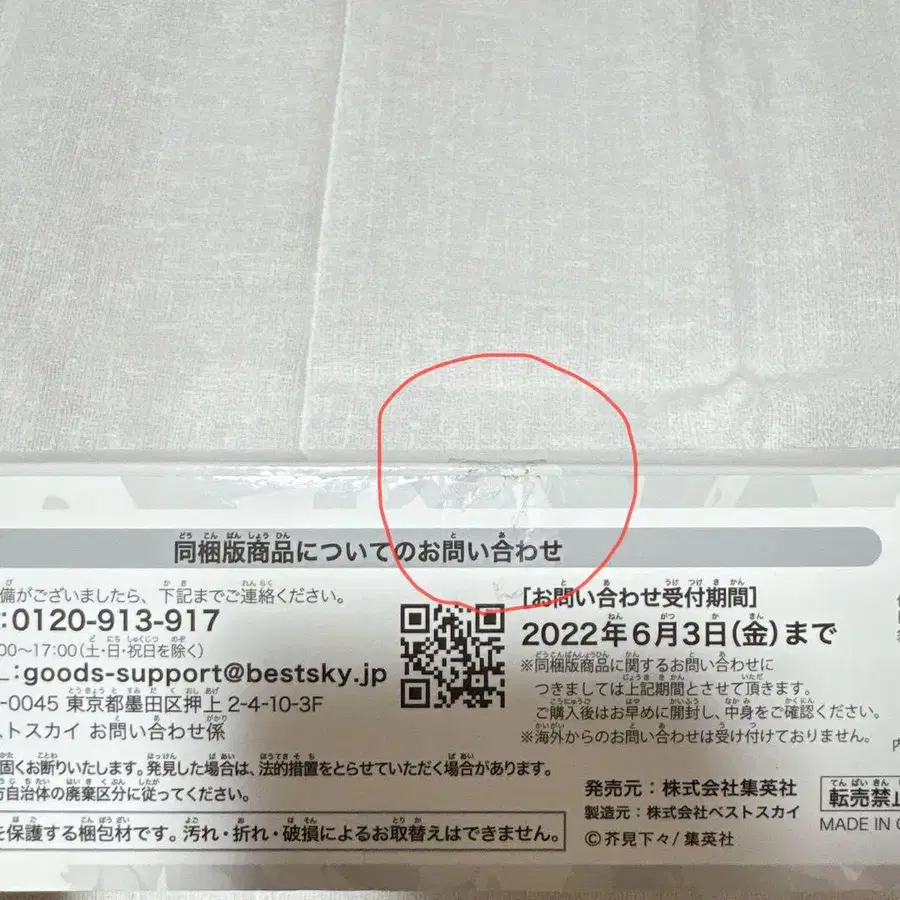 同梱版商品についてのお問い合わせ
備がございましたら、下記までご連絡ください。
:0120-913-917
00～17:00(土・日・祝日を除く)
L:goods-support@bestsky.jp
-0045 東京都墨田区押上 2-4-10-3F
ストスカイ お問い合わせ係
[お問い合わせ受付期間]
2022年6月3日(金)まで
※同梱版商品に関するお問い合わせに
つきましては上記期間とさせて頂きます。
ご購入後はお早めに開封し、中身をご確認ください。
※海外からのお問い合わせは受け付けておりません。
固くお断りいたします。発見した場合は、法的措置をとらせていただく場合があります。
方自治体の廃棄区分に従ってください。
を保護する梱包材です。汚れ・折れ・破損によるお取替えはできません。
発売元：株式会社集英社
製造元：株式会社ベストスカイ
©芥見下々/集英社
転売禁止
MADE IN C